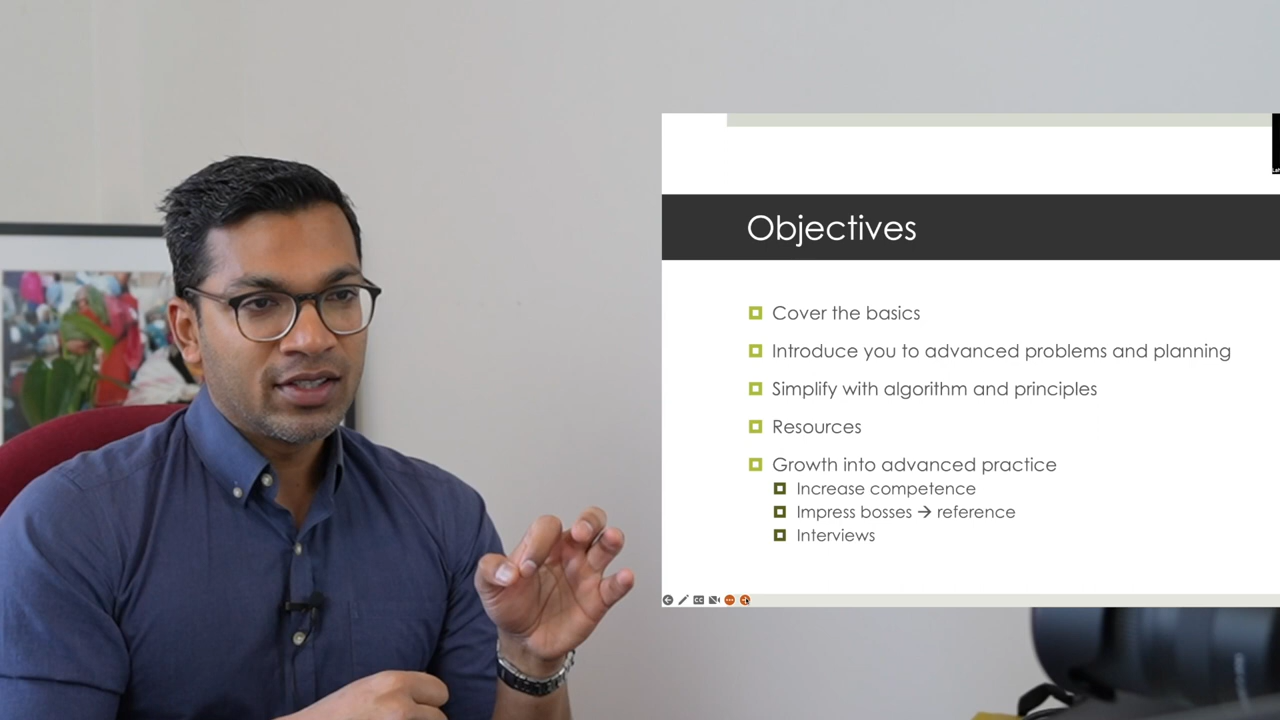 Objectives
Cover the basics
Introduce you to advanced problems and planning
Simplify with algorithm and principles
Resources
Growth into advanced practice
Increase competence
Impress bosses → reference
Interviews
CC